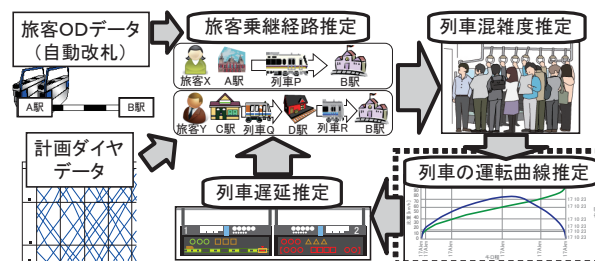 旅客ODデータ
(自動改札)
旅客乗継経路推定
列車混雑度推定
旅客X
A駅
列車P
B駅
A駅
B駅
旅客Y
C駅
列車Q
D駅
列車R
B駅
計画ダイヤ
データ
列車遅延推定
列車の運転曲線推定
1
2